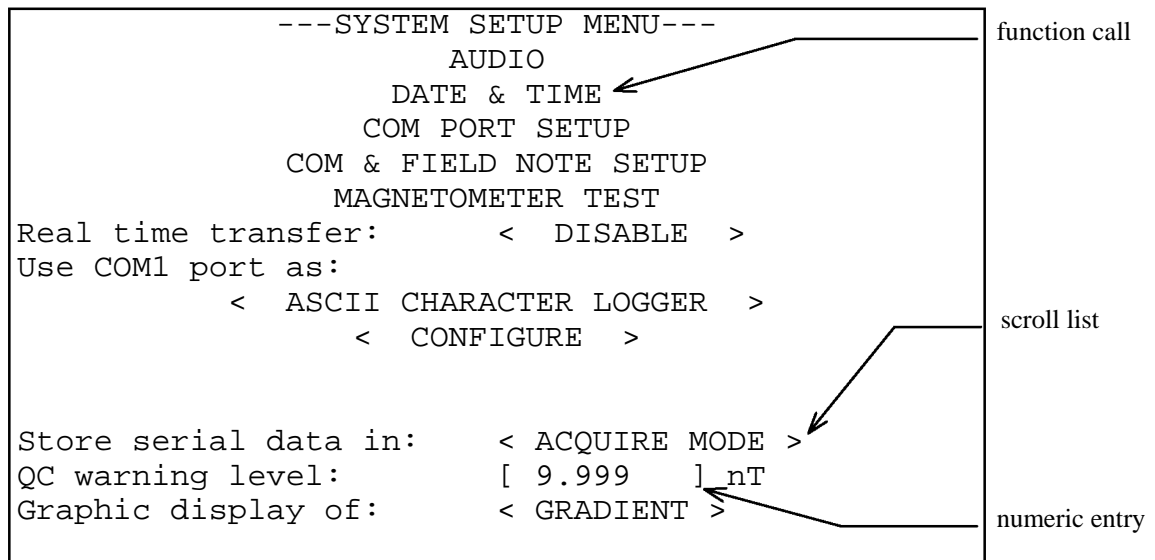 ---SYSTEM SETUP MENU---
function call
AUDIO
DATE & TIME
COM PORT SETUP
COM & FIELD NOTE SETUP
MAGNETOMETER TEST
Real time transfer: < DISABLE >
Use COM1 port as:
< ASCII CHARACTER LOGGER >
scroll list
< CONFIGURE >
Store serial data in: < ACQUIRE MODE >
QC warning level: [ 9.999 ] nT
Graphic display of: < GRADIENT >
numeric entry